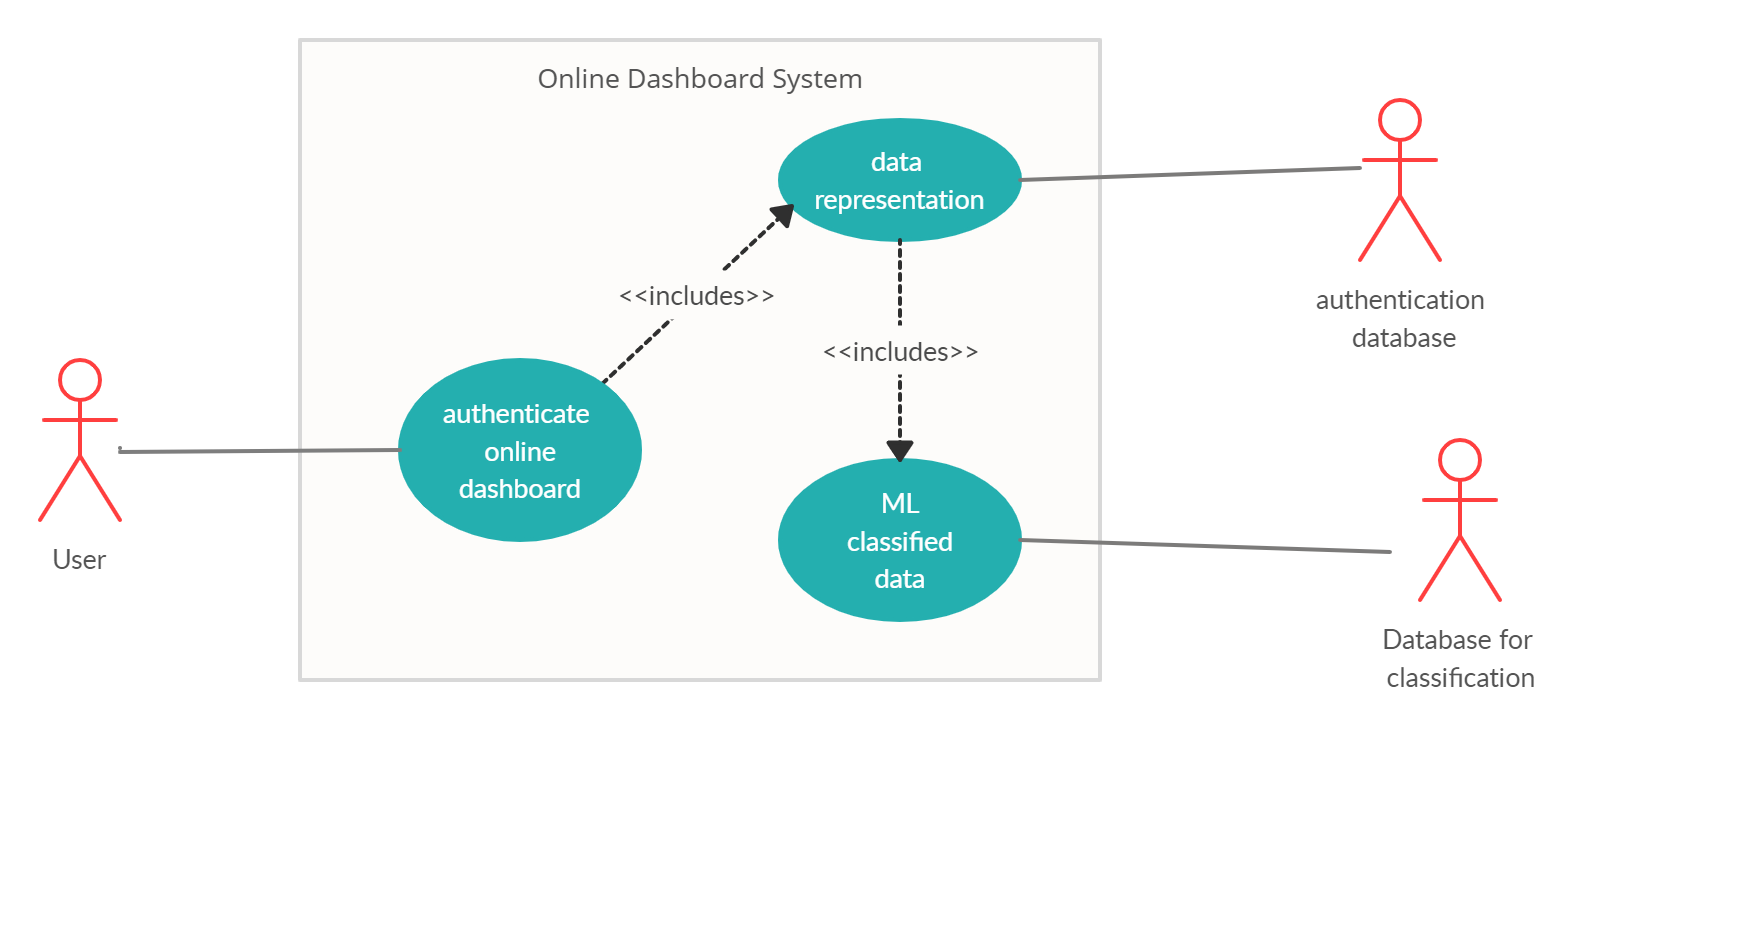 Online Dashboard System
data
representation
<<includes>>
<<includes>>
authenticate
online
dashboard
ML
classified
data
User
authentication
database
Database for
classification